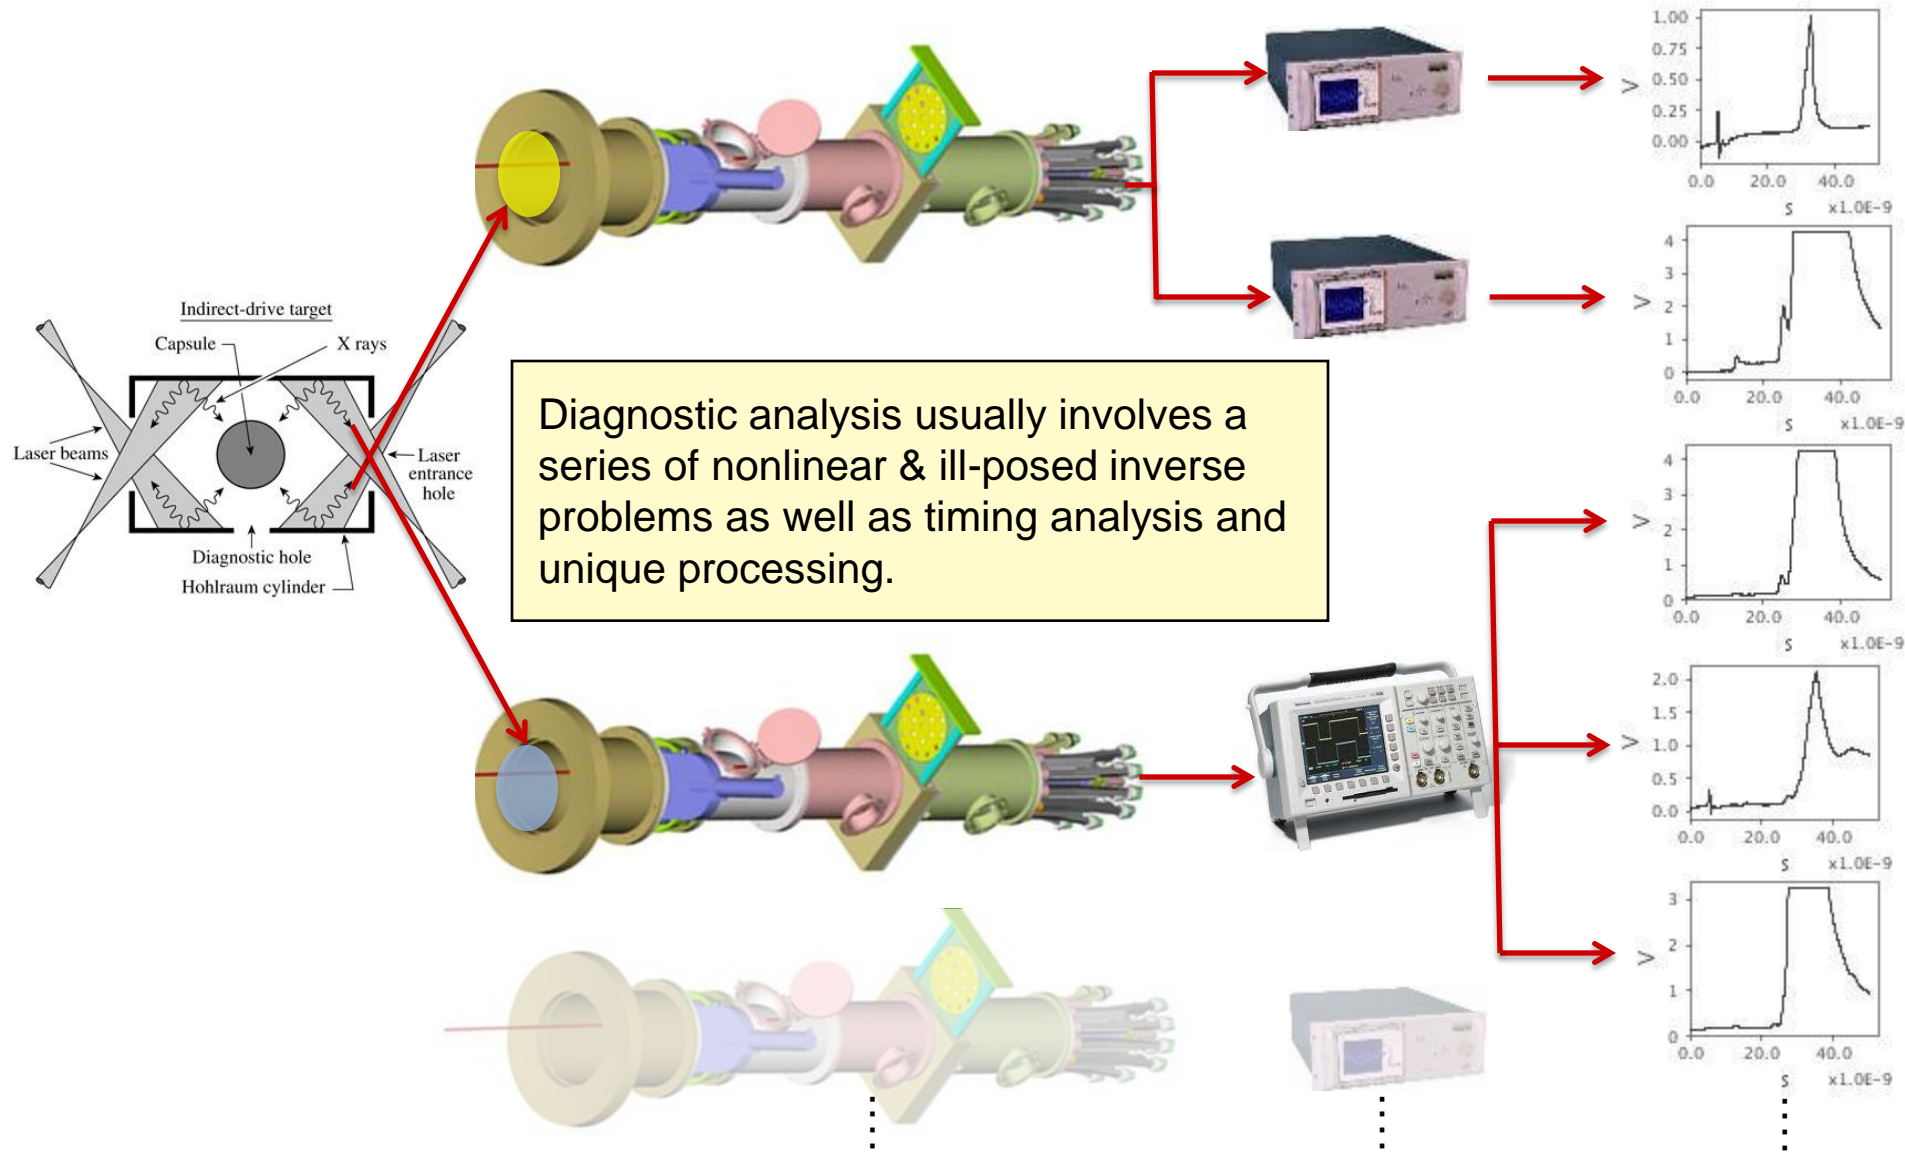 Indirect-drive target
Capsule
X rays
Laser beams
Laser
entrance
hole
Diagnostic hole
Hohlraum cylinder
Diagnostic analysis usually involves a
series of nonlinear & ill-posed inverse
problems as well as timing analysis and
unique processing.
1.00
0.75
0.50
0.25
0.00
V
0.0 20.0 40.0
s x1.0E-9
4
3
2
1
0
V
0.0 20.0 40.0
s x1.0E-9
4
3
2
1
0
V
0.0 20.0 40.0
s x1.0E-9
2.0
1.5
1.0
0.5
0.0
V
0.0 20.0 40.0
s x1.0E-9
3
2
1
0
V
0.0 20.0 40.0
s x1.0E-9